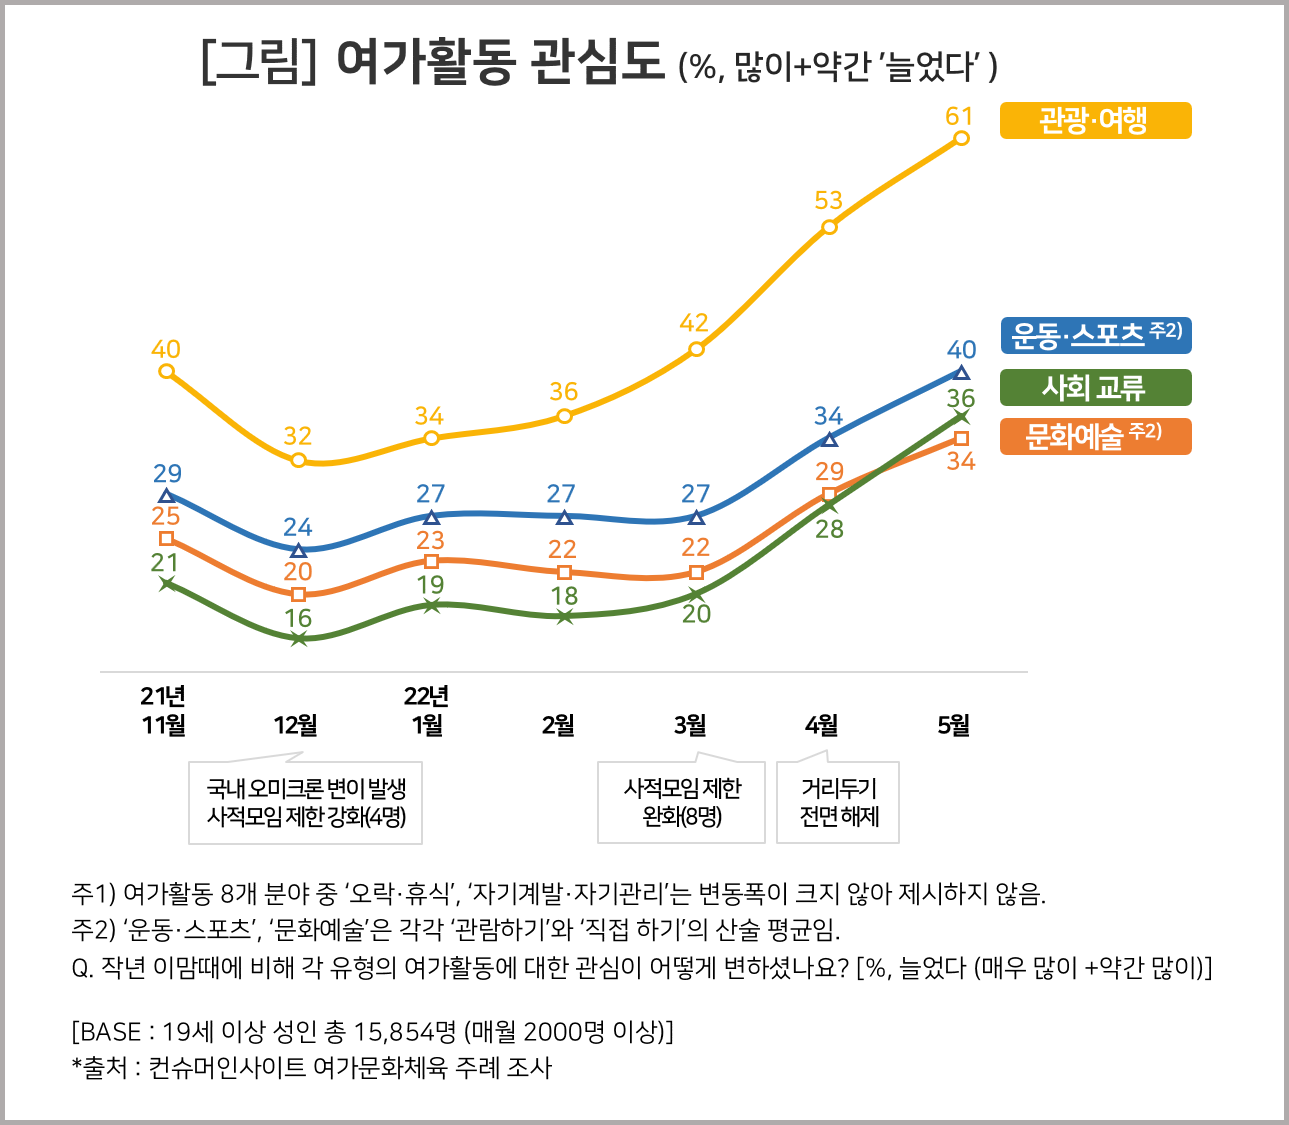 [그림] 여가활동 관심도 (%, 많이+약간 '늘었다' )
61
관광·여행
53
42
40
36
34
32
운동·스포츠 주2)
40
사회 교류
36
문화예술 주2)
34
34
29
28
29
24
27
27
27
25
20
23
22
22
21
16
19
18
20
21년 22년
11월 12월 1월 2월 3월 4월 5월
국내 오미크론 변이 발생
사적모임 제한 강화(4명)
사적모임 제한
완화(8명)
거리두기
전면 해제
주1) 여가활동 8개 분야 중 '오락·휴식', '자기계발·자기관리'는 변동폭이 크지 않아 제시하지 않음.
주2) '운동·스포츠', '문화예술'은 각각 '관람하기'와 '직접 하기'의 산술 평균임.
Q. 작년 이맘때에 비해 각 유형의 여가활동에 대한 관심이 어떻게 변하셨나요? [%, 늘었다 (매우 많이 +약간 많이)]
[BASE : 19세 이상 성인 총 15,854명 (매월 2000명 이상)]
*출처 : 컨슈머인사이트 여가문화체육 주례 조사